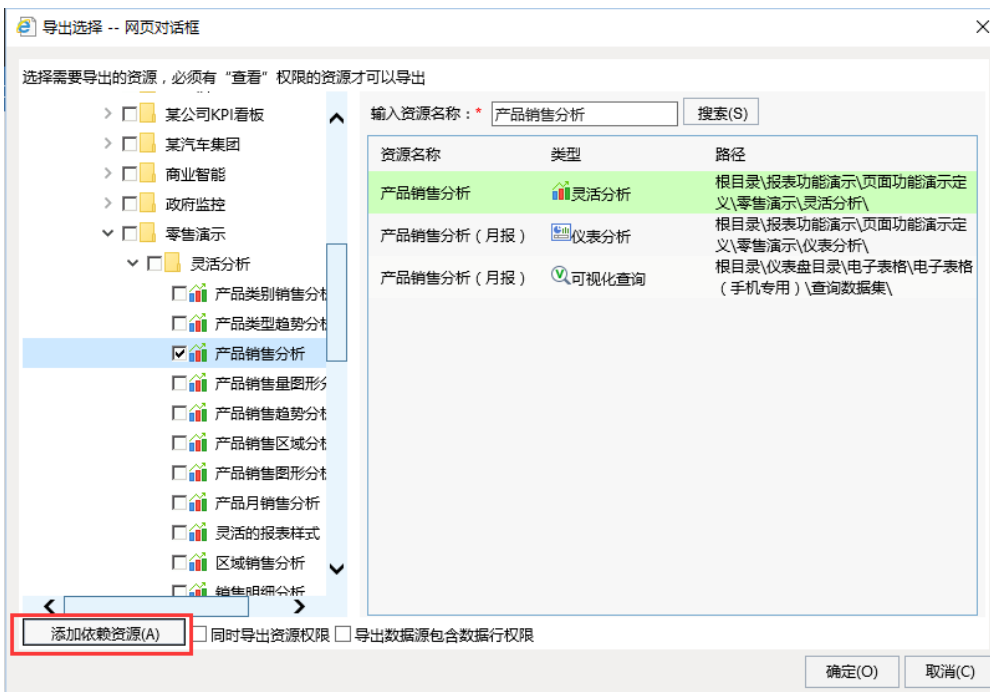 导出选择 -- 网页对话框
选择需要导出的资源，必须有“查看”权限的资源才可以导出
某公司KPI看板
某汽车集团
商业智能
政府监控
零售演示
灵活分析
产品类别销售分析
产品类型趋势分析
产品销售分析
产品销售量图形分
产品销售趋势分析
产品销售区域分析
产品销售图形分析
产品月销售分析
灵活的报表样式
区域销售分析
销售明细分析
输入资源名称：* 产品销售分析 搜索(S)
资源名称 类型 路径
产品销售分析 灵活分析 根目录\报表功能演示\页面功能演示定
义\零售演示\灵活分析\
产品销售分析（月报） 仪表分析 根目录\报表功能演示\页面功能演示定
义\零售演示\仪表分析\
产品销售分析（月报） 可视化查询 根目录\仪表盘目录\电子表格\电子表格
（手机专用）\查询数据集\
添加依赖资源(A) 同时导出资源权限 导出数据源包含数据行权限
确定(O) 取消(C)